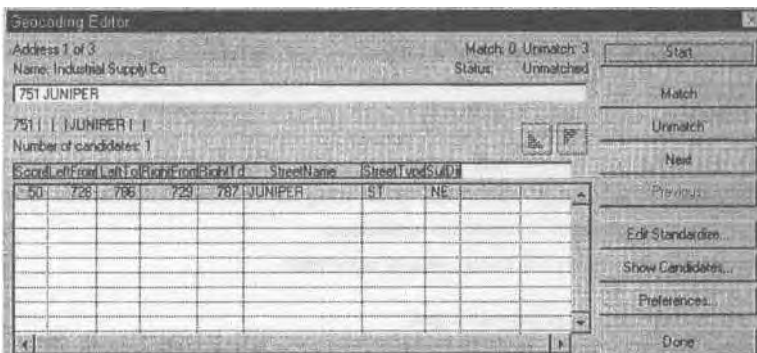 Geocoding Editor
Address 1 of 3
Match: 0 Unmatch: 3
Name: Industrial Supply Co
Status: Unmatched
751 JUNIPER
751 | | | JUNIPER | | |
Number of candidates: 1
Score LeftFrom LeftTo RightFrom RightTo StreetName StreetType SufDir
50 728 786 729 787 JUNIPER ST NE
Start
Match
Unmatch
Next
Previous
Edit Standardize...
Show Candidates...
Preferences...
Done